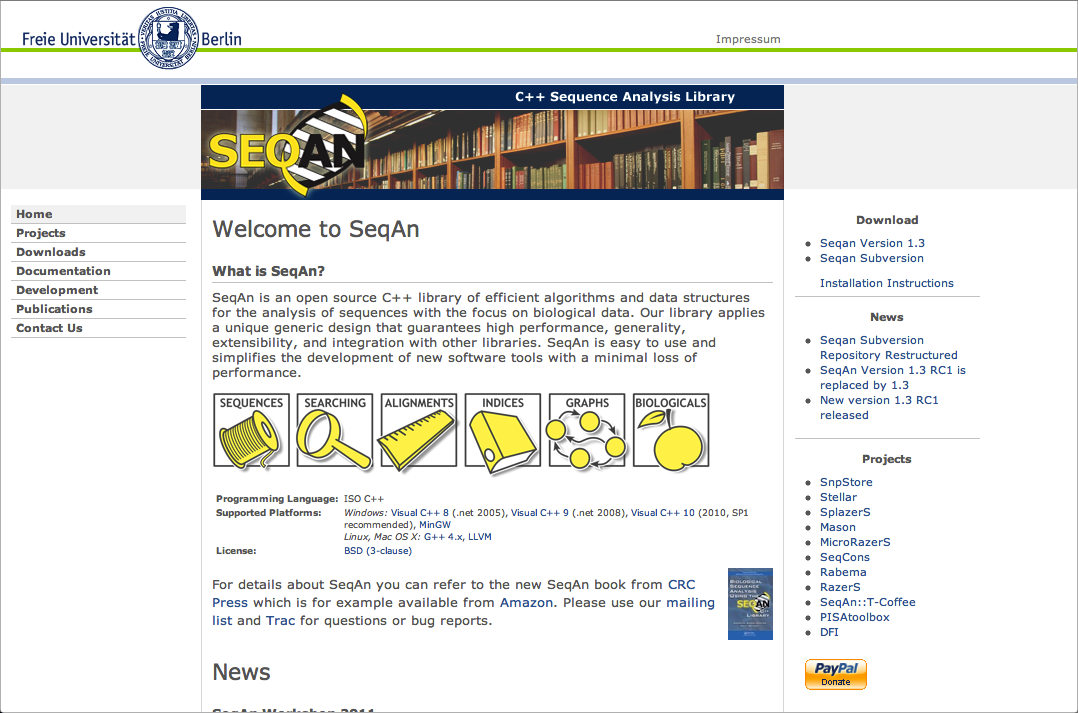 Freie Universität Berlin
Impressum
C++ Sequence Analysis Library
SEQAN
Home
Projects
Downloads
Documentation
Development
Publications
Contact Us
Welcome to SeqAn
What is SeqAn?
SeqAn is an open source C++ library of efficient algorithms and data structures
for the analysis of sequences with the focus on biological data. Our library applies
a unique generic design that guarantees high performance, generality,
extensibility, and integration with other libraries. SeqAn is easy to use and
simplifies the development of new software tools with a minimal loss of
performance.
SEQUENCES SEARCHING ALIGNMENTS INDICES GRAPHS BIOLOGICALS
Programming Language: ISO C++
Supported Platforms: Windows: Visual C++ 8 (.net 2005), Visual C++ 9 (.net 2008), Visual C++ 10 (2010, SP1
recommended), MinGW
Linux, Mac OS X: G++ 4.x, LLVM
License: BSD (3-clause)
For details about SeqAn you can refer to the new SeqAn book from CRC
Press which is for example available from Amazon. Please use our mailing
list and Trac for questions or bug reports.
BIOLOGICAL
SEQUENCE
ANALYSIS
USING THE
SEQAN
C++
LIBRARY
News
SeqAn Workshop 2011
Download
Seqan Version 1.3
Seqan Subversion
Installation Instructions
News
Seqan Subversion
Repository Restructured
SeqAn Version 1.3 RC1 is
replaced by 1.3
New version 1.3 RC1
released
Projects
SnpStore
Stellar
SplazerS
Mason
MicroRazerS
SeqCons
Rabema
RazerS
SeqAn::T-Coffee
PISAtoolbox
DFI
PayPal
Donate